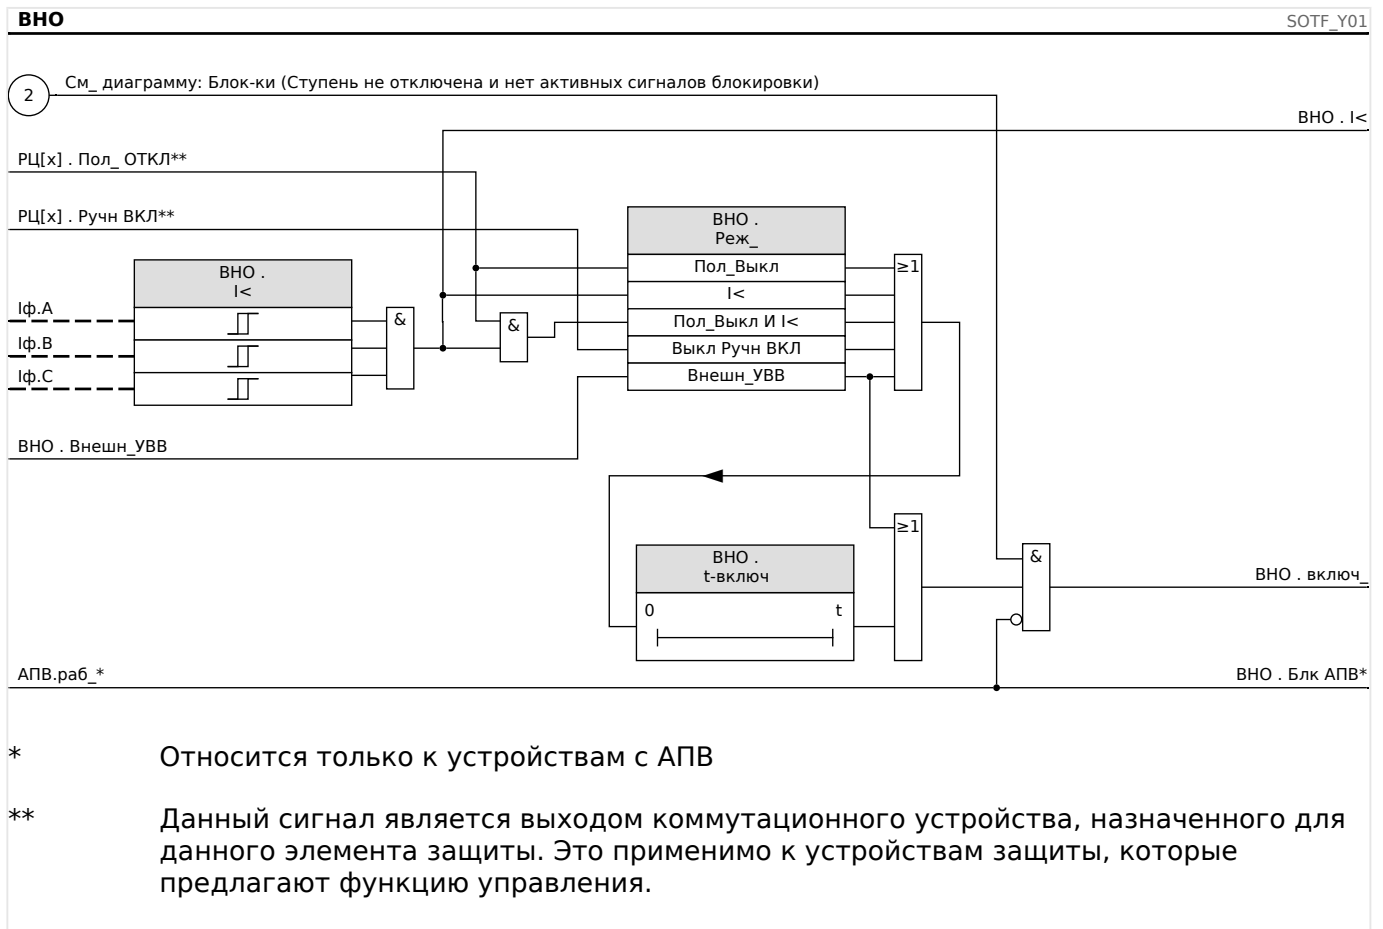 ВНО
SOTF_Y01
2
См_ диаграмму: Блок-ки (Ступень не отключена и нет активных сигналов блокировки)
ВНО . I<
РЦ[x] . Пол_ ОТКЛ**
РЦ[x] . Ручн ВКЛ**
ВНО .
I<
Iф.A
Iф.B
Iф.C
&
&
ВНО .
Реж_
Пол_Выкл
I<
Пол_Выкл И I<
Выкл Ручн ВКЛ
Внешн_УВВ
≥1
ВНО . Внешн_УВВ
ВНО .
t-включ
0
t
≥1
&
ВНО . включ_
АПВ.раб_*
ВНО . Блк АПВ*
* Относится только к устройствам с АПВ
** Данный сигнал является выходом коммутационного устройства, назначенного для
данного элемента защиты. Это применимо к устройствам защиты, которые
предлагают функцию управления.